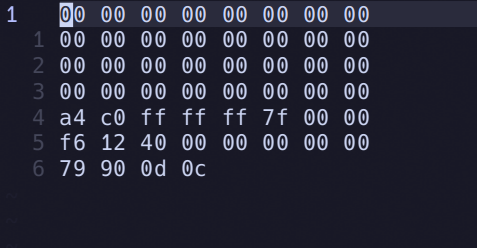 1 00 00 00 00 00 00 00 00
1 00 00 00 00 00 00 00 00
2 00 00 00 00 00 00 00 00
3 00 00 00 00 00 00 00 00
4 a4 c0 ff ff ff 7f 00 00
5 f6 12 40 00 00 00 00 00
6 79 90 0d 0c
~
~
~